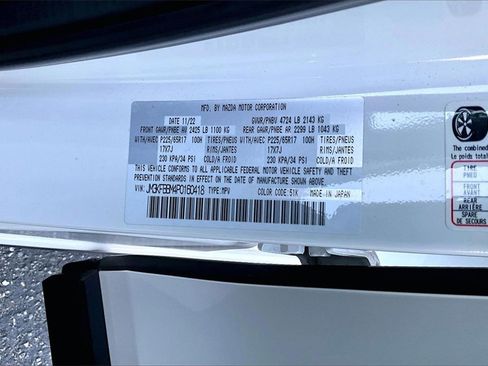 MFD. BY MAZDA MOTOR CORPORATION
DATE 11/22 GVWR/PNBV 4724 LB 2143 KG
FRONT GAWR/PNBE AV 2425 LB 1100 KG REAR GAWR/PNBE AR 2299 LB 1043 KG
WITH/AVEC P225/65R17 100H TIRES/PNEUS WITH/AVEC P225/65R17 100H TIRES/PNEUS
17X7J RIMS/JANTES 17X7J RIMS/JANTES
230 KPA/34 PSI COLD/A FROID 230 KPA/34 PSI COLD/A FROID
THIS VEHICLE CONFORMS TO ALL APPLICABLE FEDERAL MOTOR VEHICLE SAFETY AND THEFT
PREVENTION STANDARDS IN EFFECT ON THE DATE OF MANUFACTURE SHOWN ABOVE.
VIN: JM3KFBBM4P0160418 TYPE: MPV COLOR CODE: 51K MADE IN JAPAN
The combined
Le poids total
TIRE
PNEU
FRONT
AVANT
REAR
ARRIÈRE
SPARE
DE SECOURS